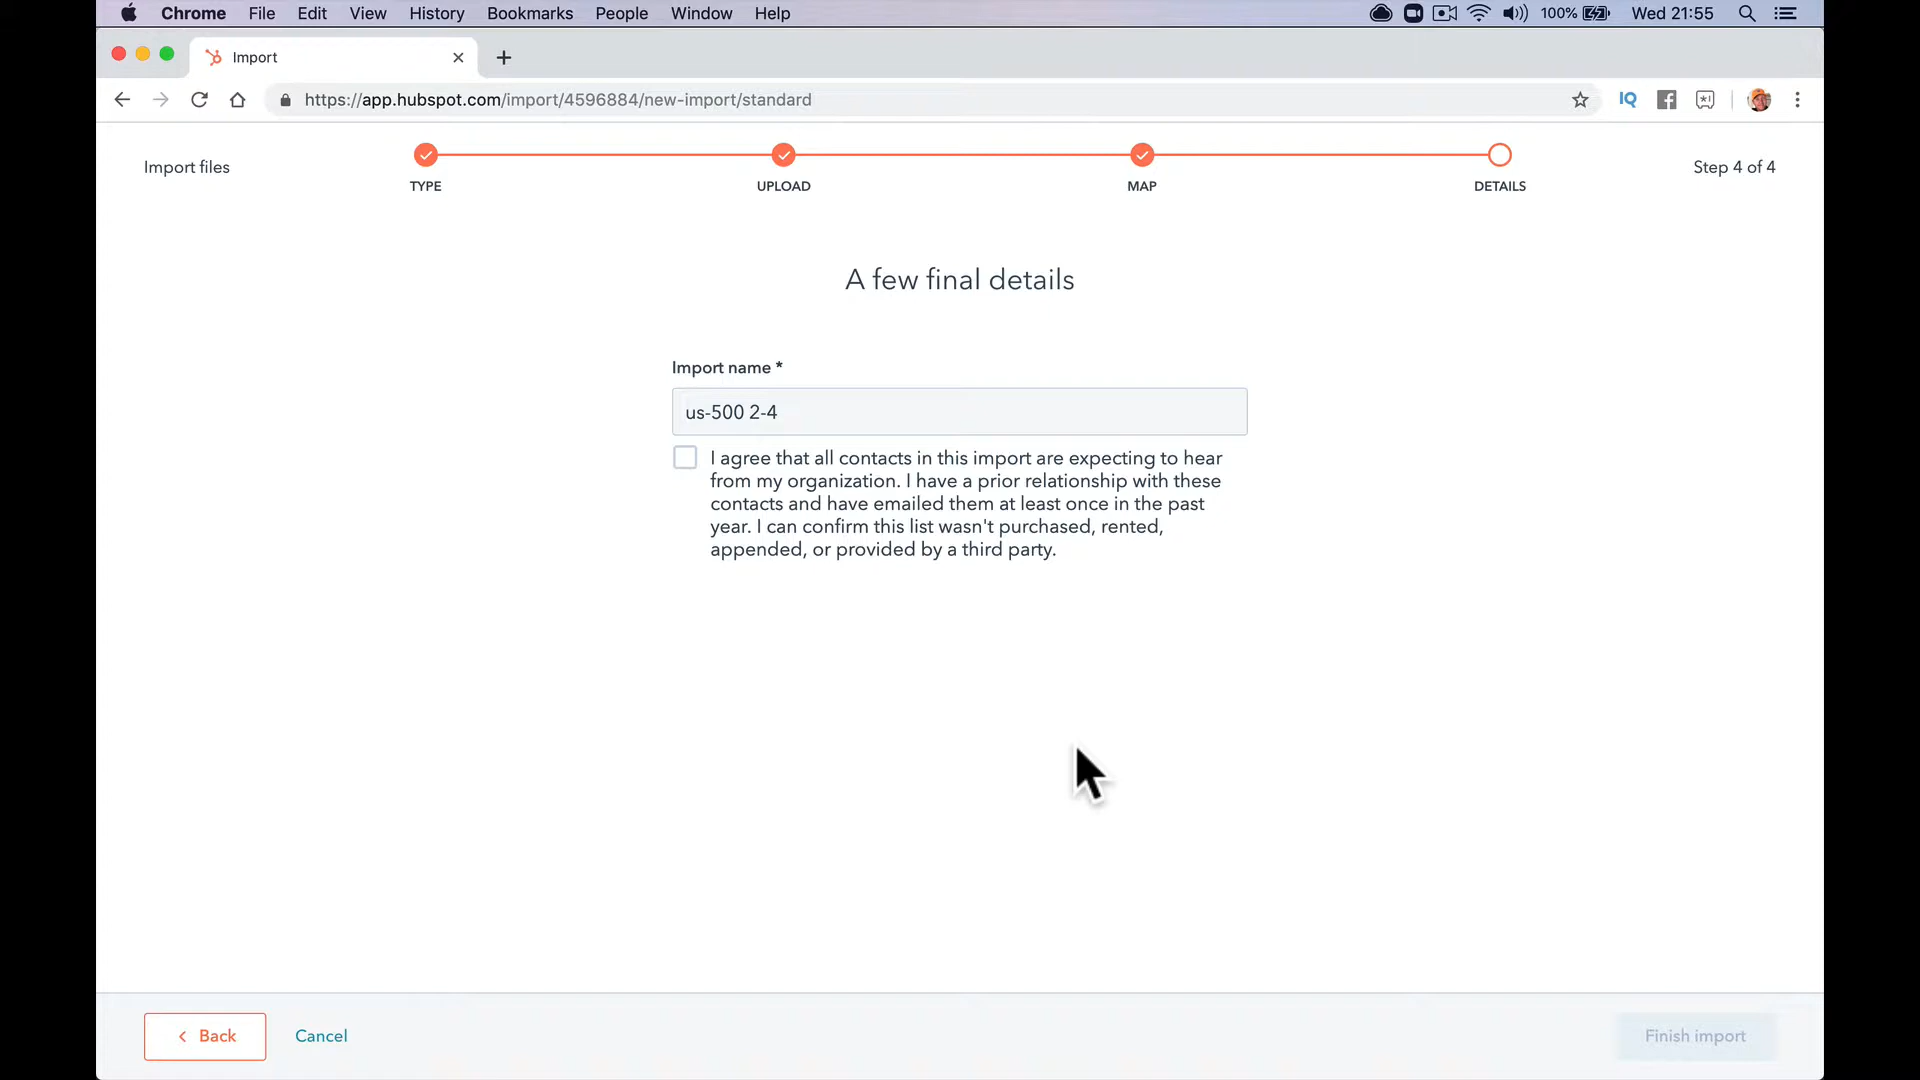 Chrome File Edit View History Bookmarks People Window Help 100% Wed 21:55
Import
https://app.hubspot.com/import/4596884/new-import/standard IQ
Import files
TYPE
UPLOAD
MAP
DETAILS
Step 4 of 4
A few final details
Import name *
us-500 2-4
I agree that all contacts in this import are expecting to hear
from my organization. I have a prior relationship with these
contacts and have emailed them at least once in the past
year. I can confirm this list wasn't purchased, rented,
appended, or provided by a third party.
Back
Cancel
Finish import